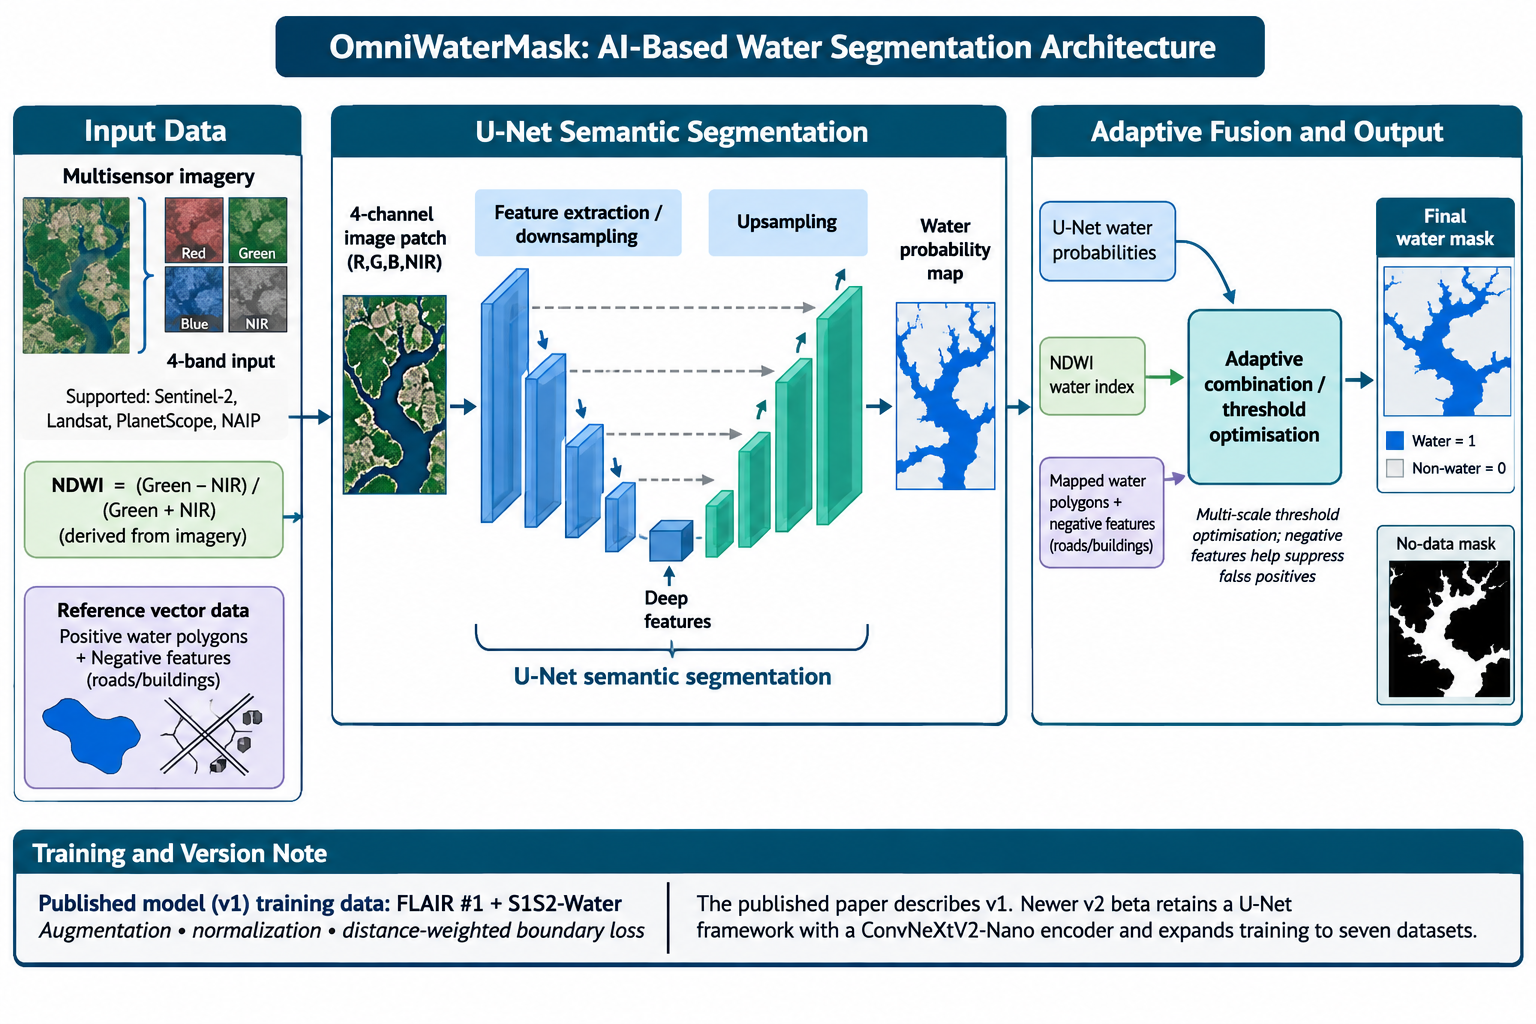 OmniWaterMask: AI-Based Water Segmentation Architecture
Input Data
Multisensor imagery
Red
Green
Blue
NIR
4-band input
Supported: Sentinel-2,
Landsat, PlanetScope, NAIP
NDWI = (Green – NIR) /
(Green + NIR)
(derived from imagery)
Reference vector data
Positive water polygons
+ Negative features
(roads/buildings)
U-Net Semantic Segmentation
4-channel
image patch
(R,G,B,NIR)
Feature extraction /
downsampling
Upsampling
Water
probability
map
Deep
features
U-Net semantic segmentation
Adaptive Fusion and Output
U-Net water
probabilities
NDWI
water index
Mapped water
polygons +
negative features
(roads/buildings)
Adaptive
combination /
threshold
optimisation
Multi-scale threshold
optimisation; negative
features help suppress
falss positives
Final
water mask
Water = 1
Non-water = 0
No-data mask
Training and Version Note
Published model (v1) training data: FLAIR #1 + S1S2-Water
Augmentation • normalization • distance-weighted boundary loss
The published paper describes v1. Newer v2 beta retains a U-Net
framework with a ConvNeXtV2-Nano encoder and expands training to seven datasets.